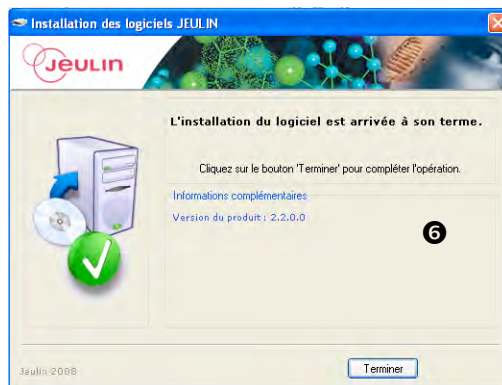 Installation des logiciels JEULIN
JEULIN
L'installation du logiciel est arrivée à son terme.
Cliquez sur le bouton 'Terminer' pour compléter l'opération.
Informations complémentaires
Version du produit : 2.2.0.0
❻
Jeulin 2008
Terminer